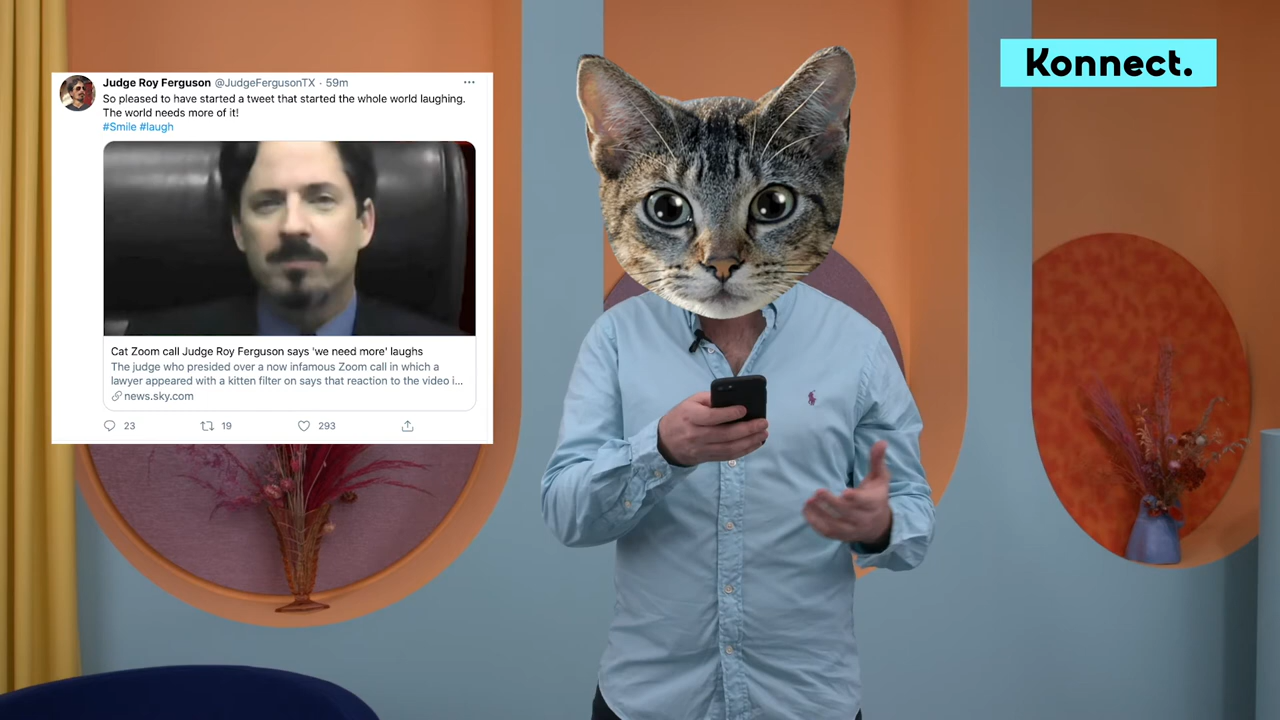 Konnect.
Judge Roy Ferguson @JudgeFergusonTX · 59m
So pleased to have started a tweet that started the whole world laughing.
The world needs more of it!
#Smile #laugh
Cat Zoom call Judge Roy Ferguson says 'we need more' laughs
The judge who presided over a now infamous Zoom call in which a
lawyer appeared with a kitten filter on says that reaction to the video i...
news.sky.com
23 19 293